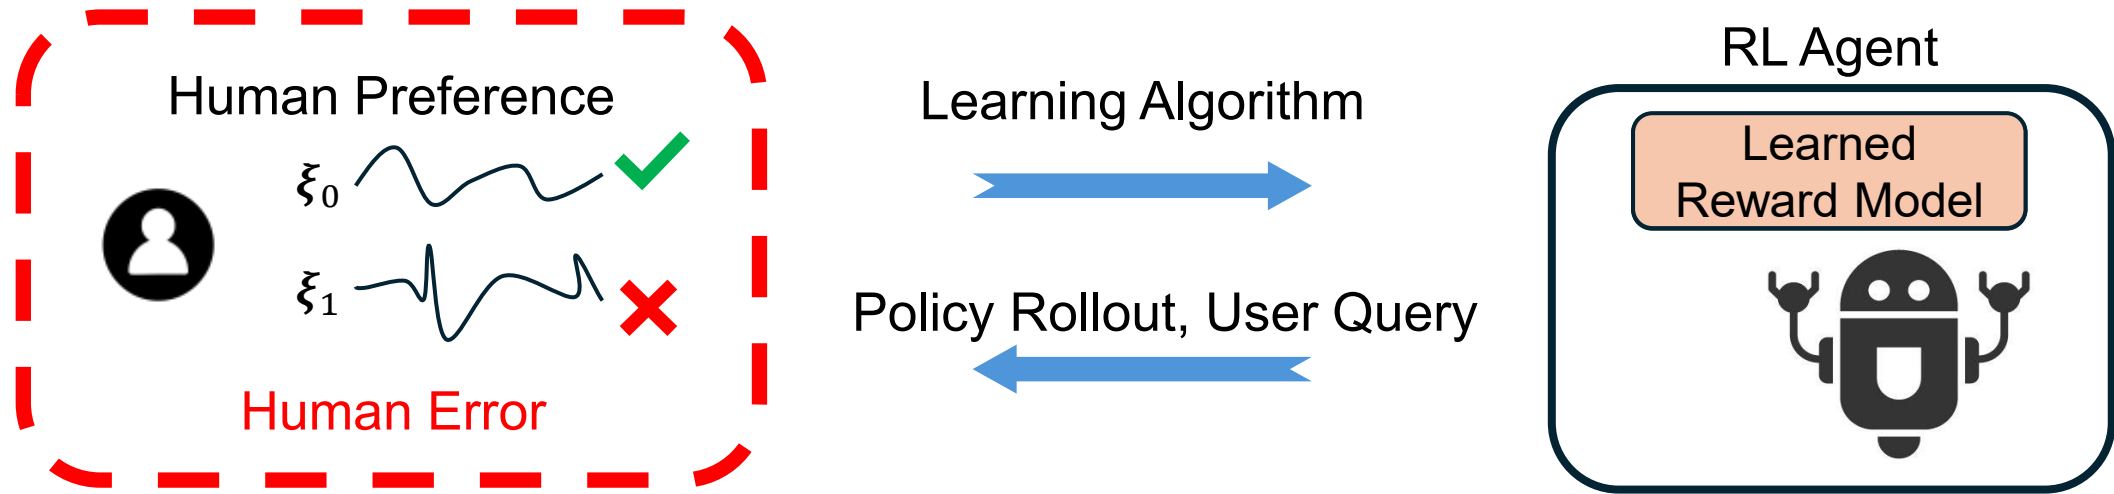 Human Preference
ξ₀
ξ₁
Human Error
Learning Algorithm
Policy Rollout, User Query
RL Agent
Learned
Reward Model